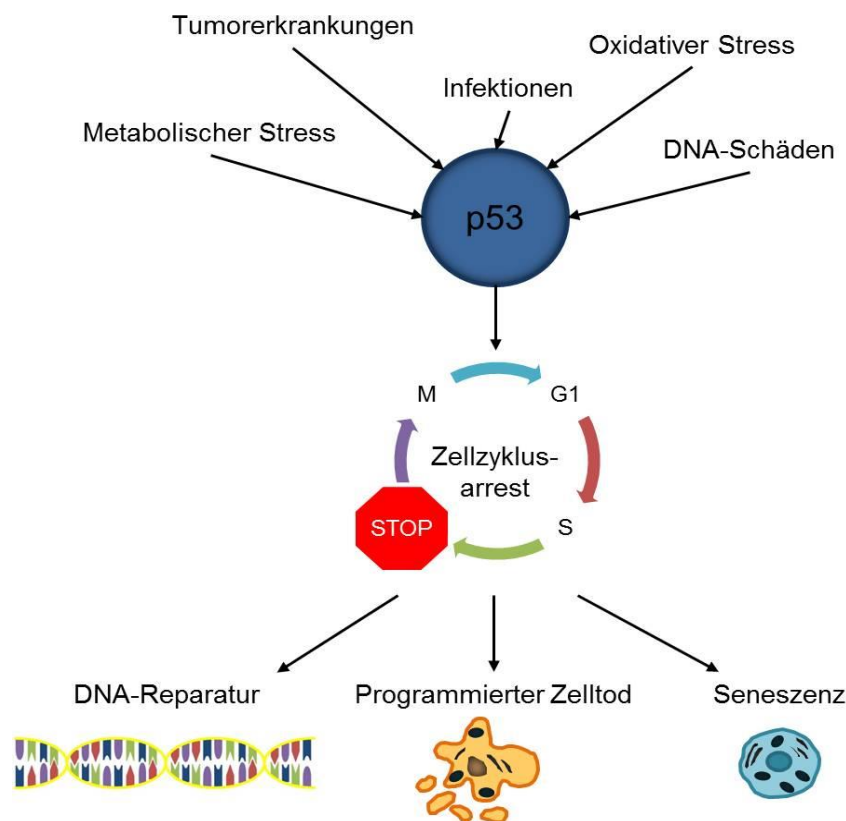 Tumorerkrankungen
Oxidativer Stress
Infektionen
Metabolischer Stress
DNA-Schäden
p53
M
G1
Zellzyklus-
arrest
STOP
S
DNA-Reparatur
Programmierter Zelltod
Seneszenz